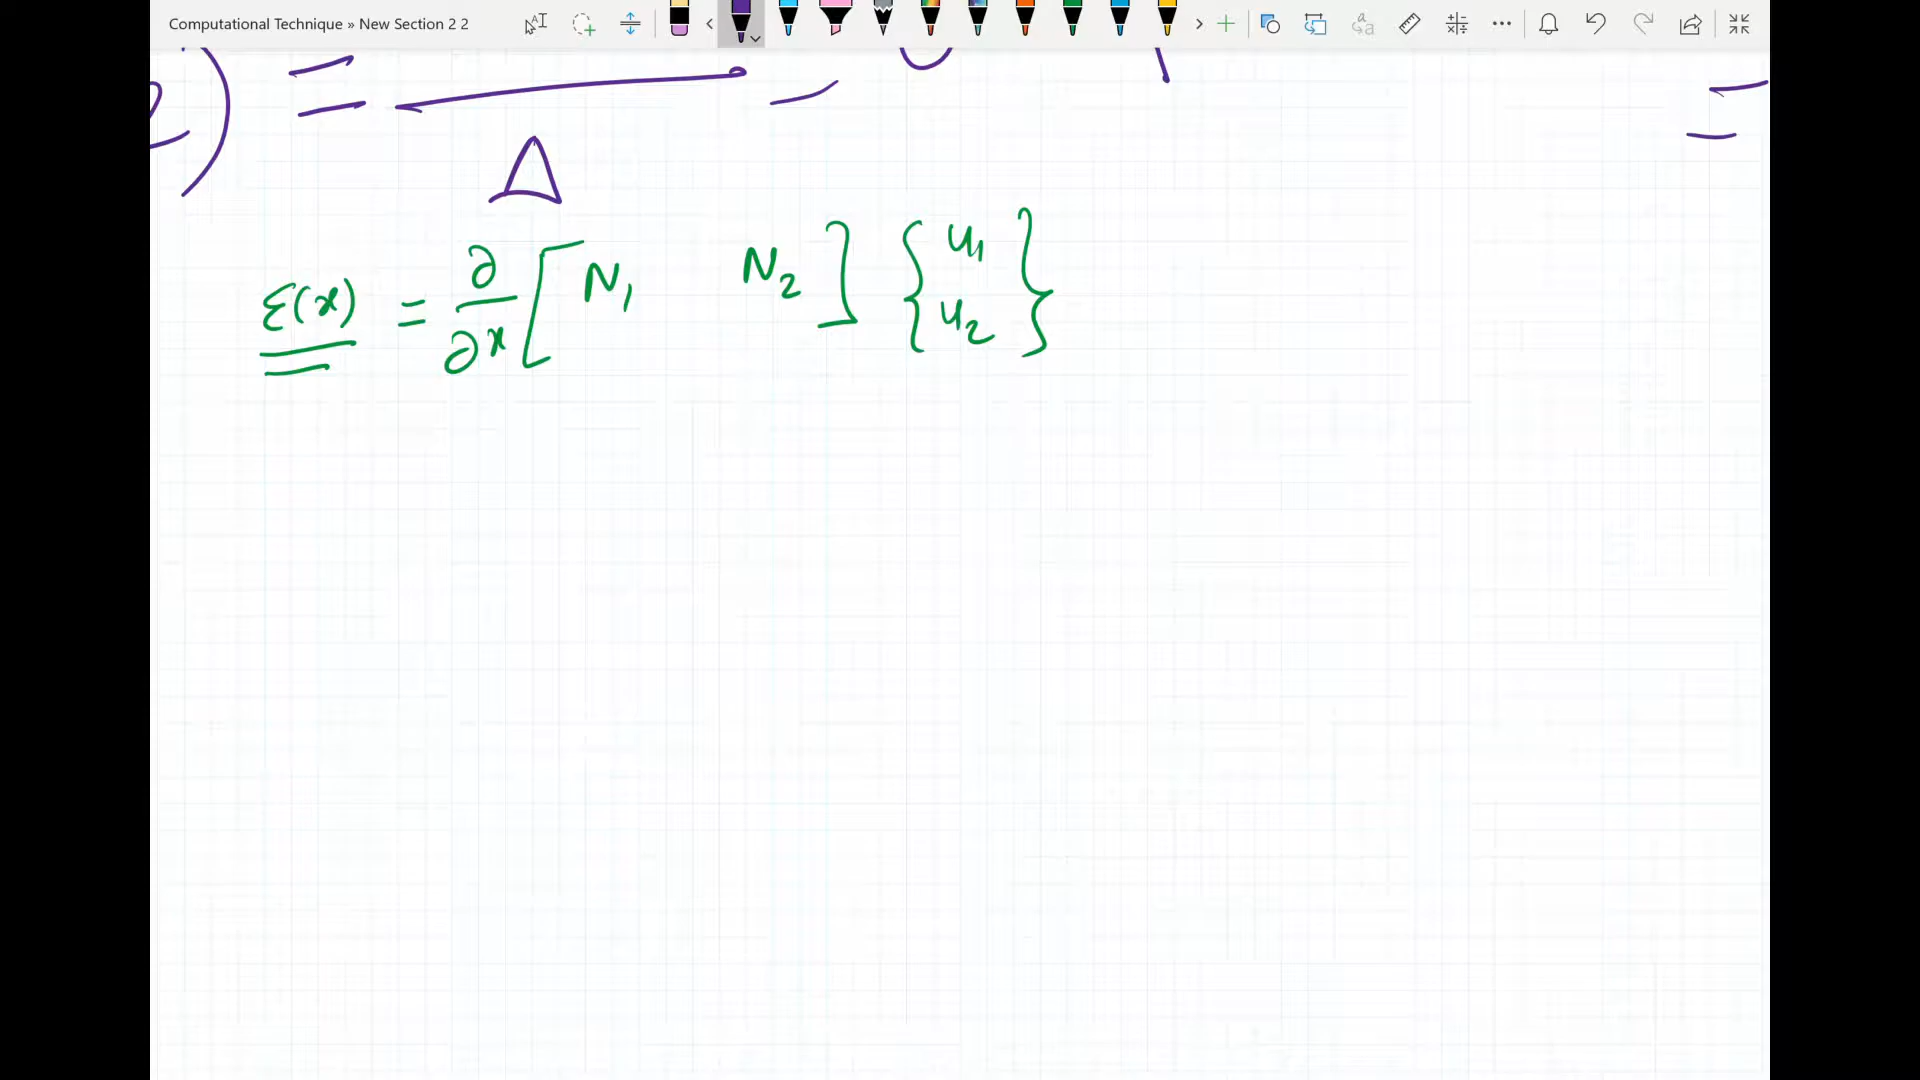 Computational Technique » New Section 2 2
) = Δ
ε(x) = ∂/∂x [N₁ N₂] {u₁ u₂}